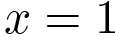 x = 1